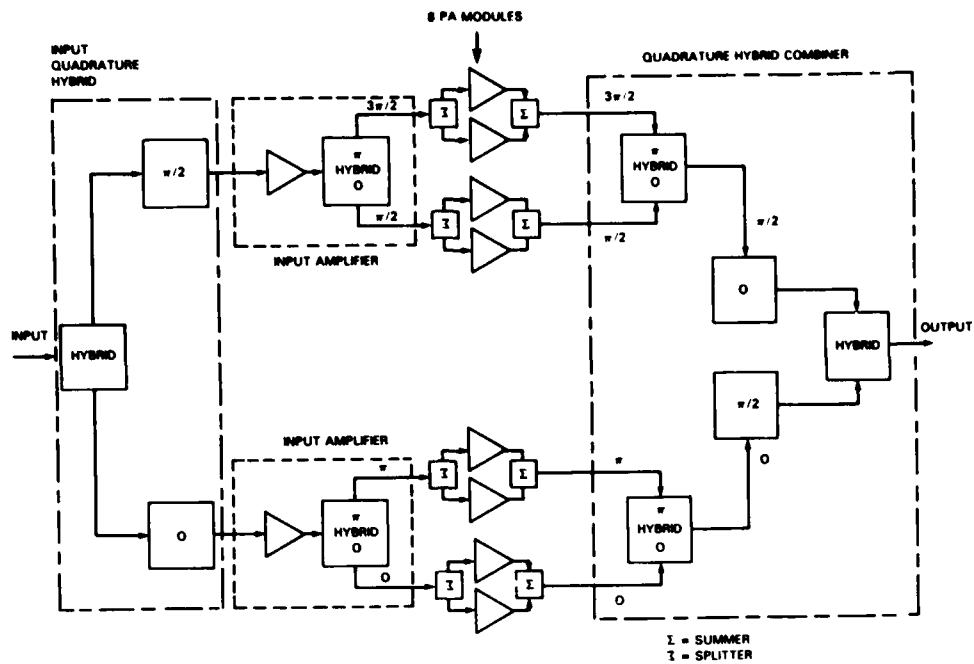 8 PA MODULES
INPUT
QUADRATURE
HYBRID
QUADRATURE HYBRID COMBINER
π/2
3π/2
π
HYBRID
0
π/2
INPUT AMPLIFIER
Σ
Σ
Σ
Σ
3π/2
π
HYBRID
0
π/2
π/2
0
INPUT
HYBRID
HYBRID
OUTPUT
π/2
0
INPUT AMPLIFIER
0
π
π
HYBRID
0
0
Σ
Σ
Σ
Σ
π
π
HYBRID
0
0
Σ = SUMMER
Ʃ = SPLITTER